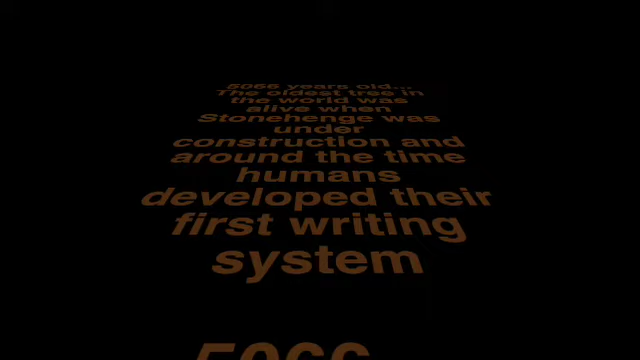 5066 years old...
The oldest tree in
the world was
alive when
Stonehenge was
under
construction and
around the time
humans
developed their
first writing
system
5066